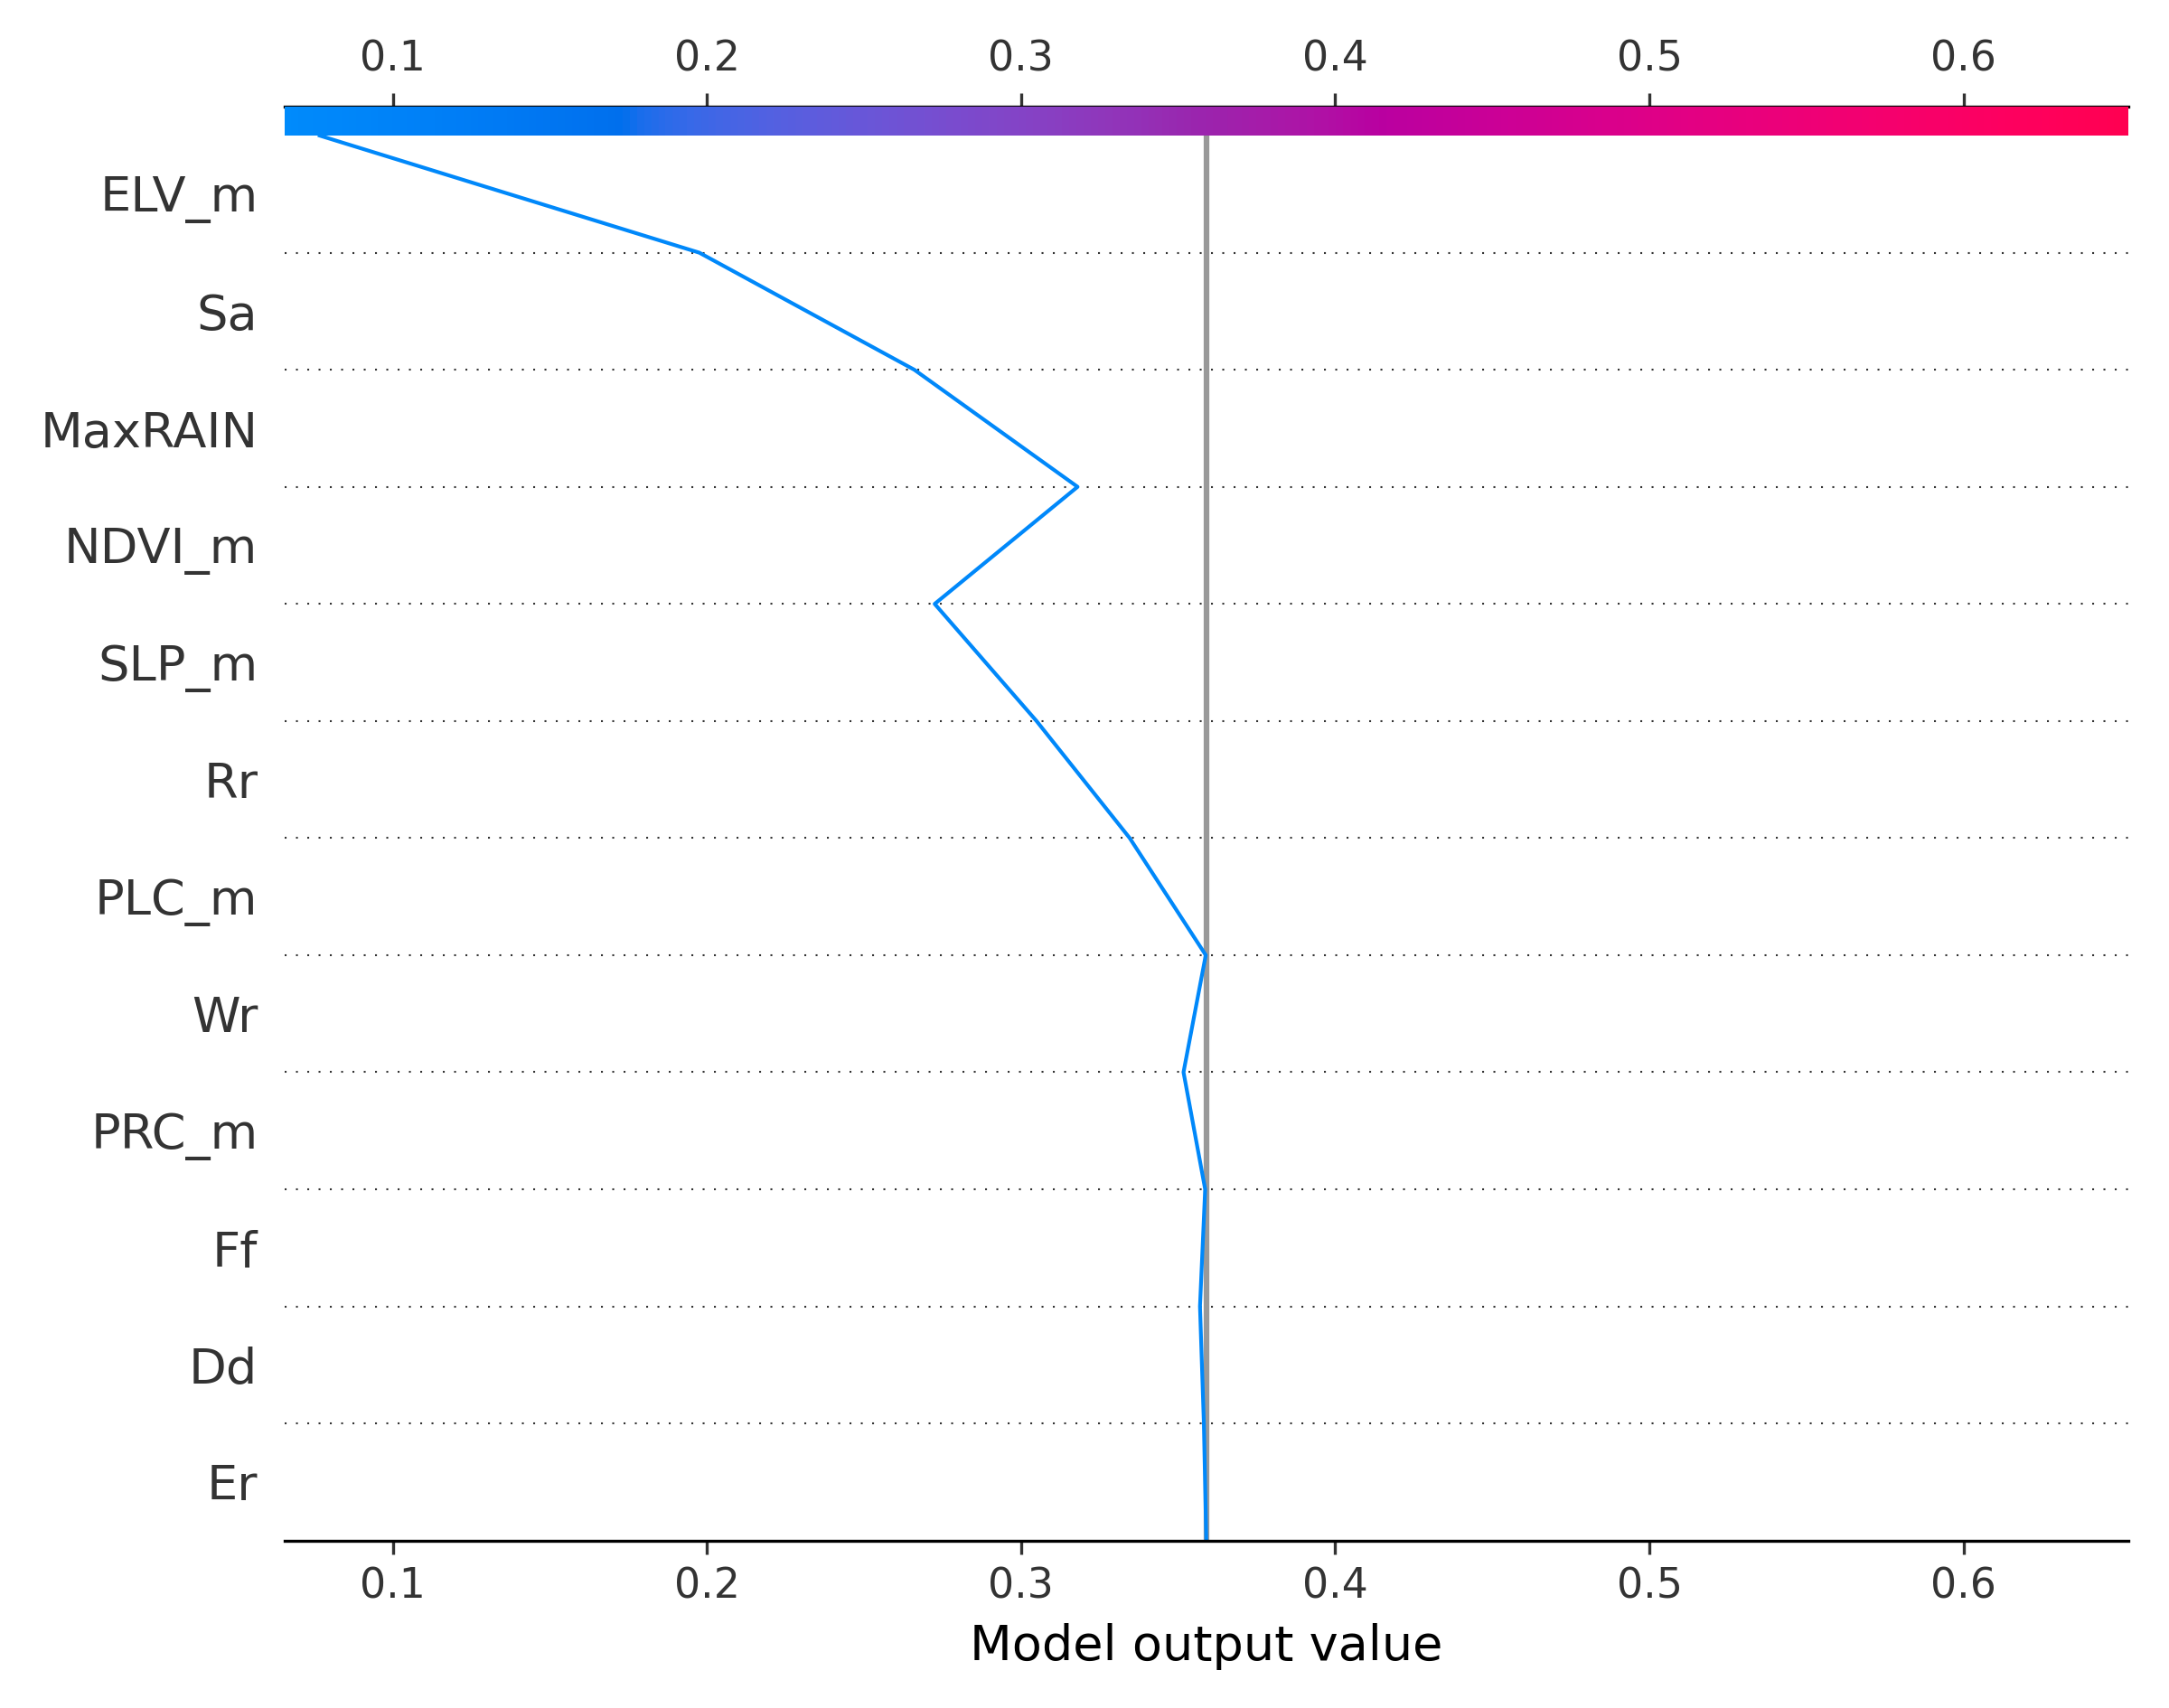 0.1 0.2 0.3 0.4 0.5 0.6
ELV_m
Sa
MaxRAIN
NDVI_m
SLP_m
Rr
PLC_m
Wr
PRC_m
Ff
Dd
Er
0.1 0.2 0.3 0.4 0.5 0.6
Model output value